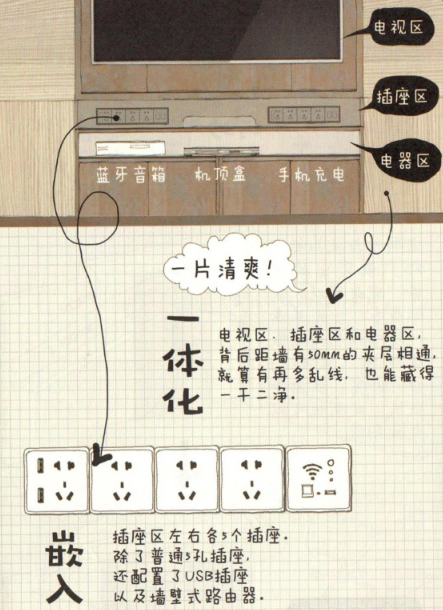 电视区
插座区
电器区
蓝牙音箱 机顶盒 手机充电
一片清爽！
一体化
电视区、插座区和电器区，
背后距墙有50mm的夹层相通，
就算有再多乱线，也能藏得
一干二净。
嵌入
插座区左右各5个插座。
除了普通5孔插座，
还配置了USB插座
以及墙壁式路由器。